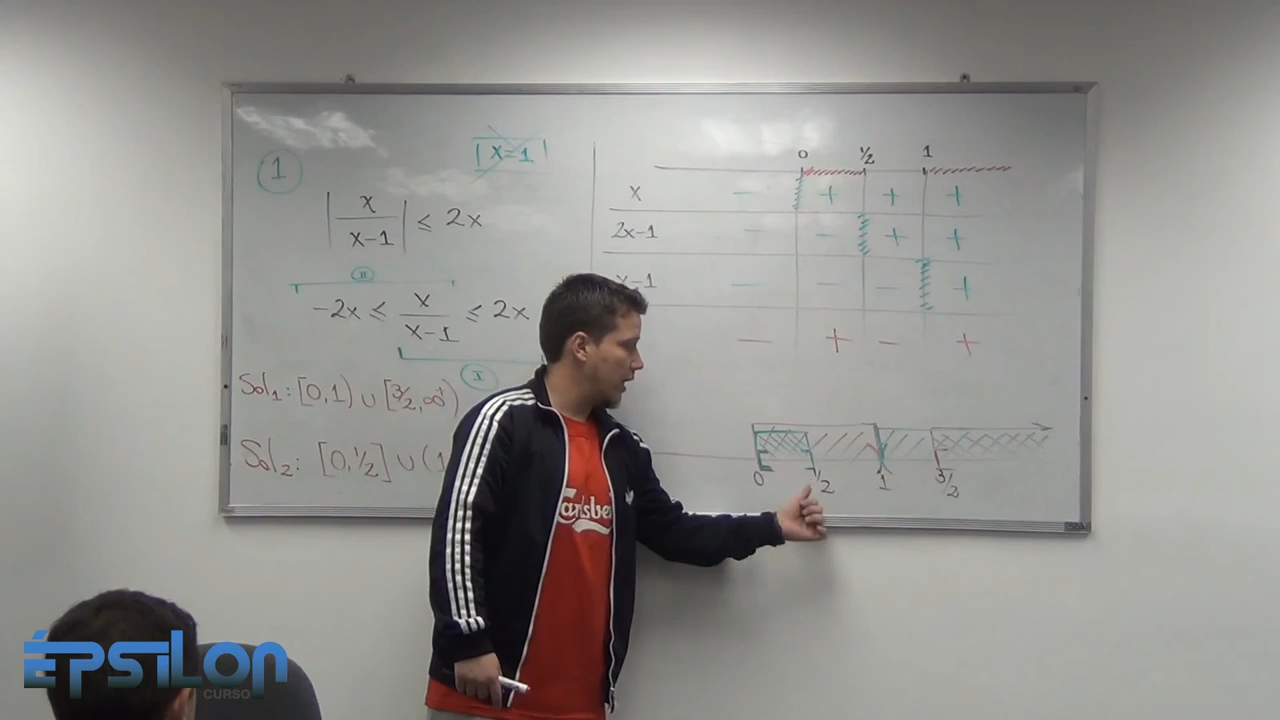 1
| X=1 |
| x / x-1 | ≤ 2x
II
-2x ≤ x / x-1 ≤ 2x
I
Sol₁: [0,1) ∪ [3/2, ∞⁺)
Sol₂: [0,1/2] ∪ (1
0 1/2 1
x − + + +
2x-1 − − + +
x-1 − − − +
− + − +
0 1/2 1 3/2
Carlsberg
ÉPSILON
CURSO